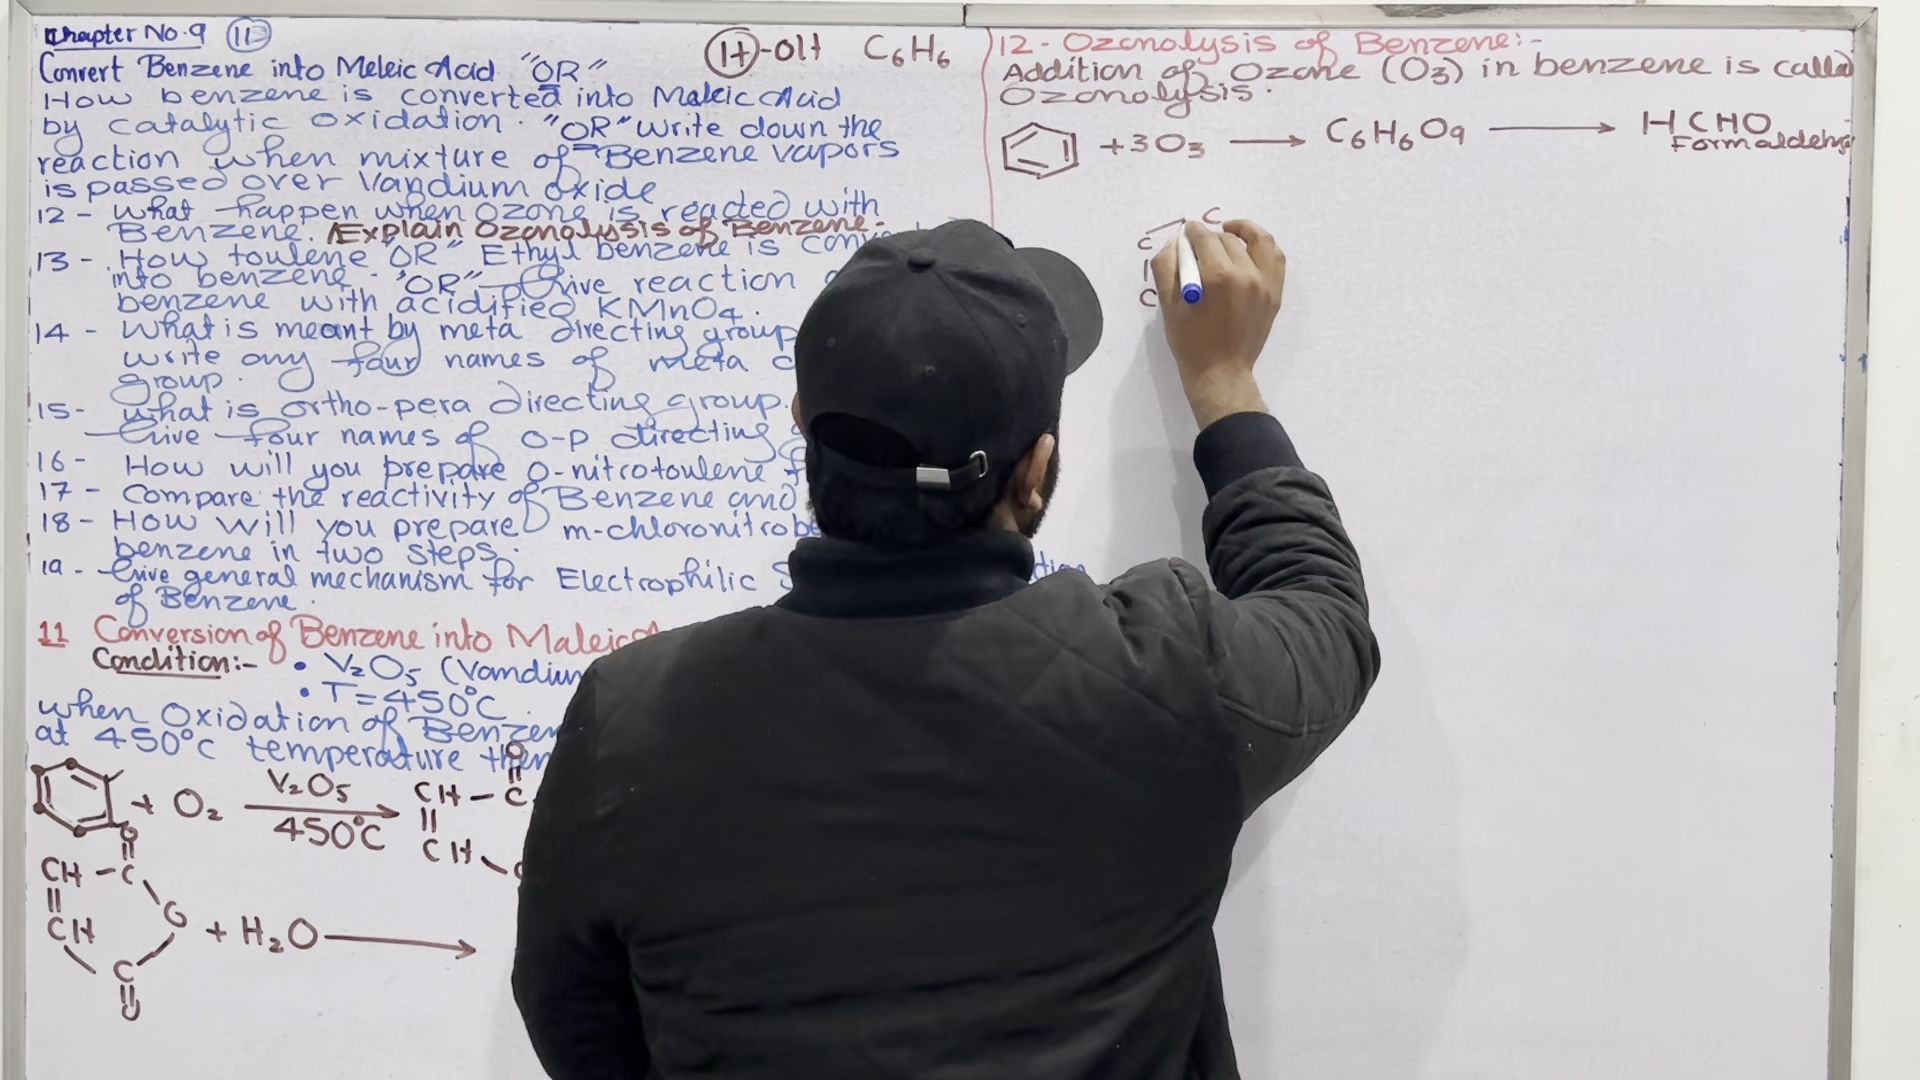 Chapter No.9 11
Convert Benzene into Meleic Acid "OR"
How benzene is converted into Maleic Acid
by catalytic oxidation. "OR" write down the
reaction when mixture of Benzene vapors
is passed over Vandium oxide
12 - what happen when ozone is reacted with
Benzene. Explain Ozonolysis of Benzene:-
13 - How toulene "OR" Ethyl benzene is
into benzene. "OR" Give reaction
benzene with acidified KMnO4.
14 - What is meant by meta directing group
write any four names of meta
group.
15- what is ortho-pera directing group.
Give four names of o-p directing
16- How will you prepare o-nitrotoulene
17- Compare the reactivity of Benzene and
18- How will you prepare m-chloronitrobe
benzene in two steps.
19 - Give general mechanism for Electrophilic
of Benzene.
11 Conversion of Benzene into Maleic
Condition:- • V2O5 (Vamdium
• T=450°C
when Oxidation of Benzen
at 450°C temperature then
+ O2 V2O5 450°C CH - C
O
||
||
CH
O
||
CH - C
||
CH
O + H2O
C
||
O
H-OH C6H6
12- Ozonolysis of Benzene:-
Addition of Ozone (O3) in benzene is called
Ozonolysis.
+3O3 C6H6O9 HCHO
Formaldehy
C
C
C